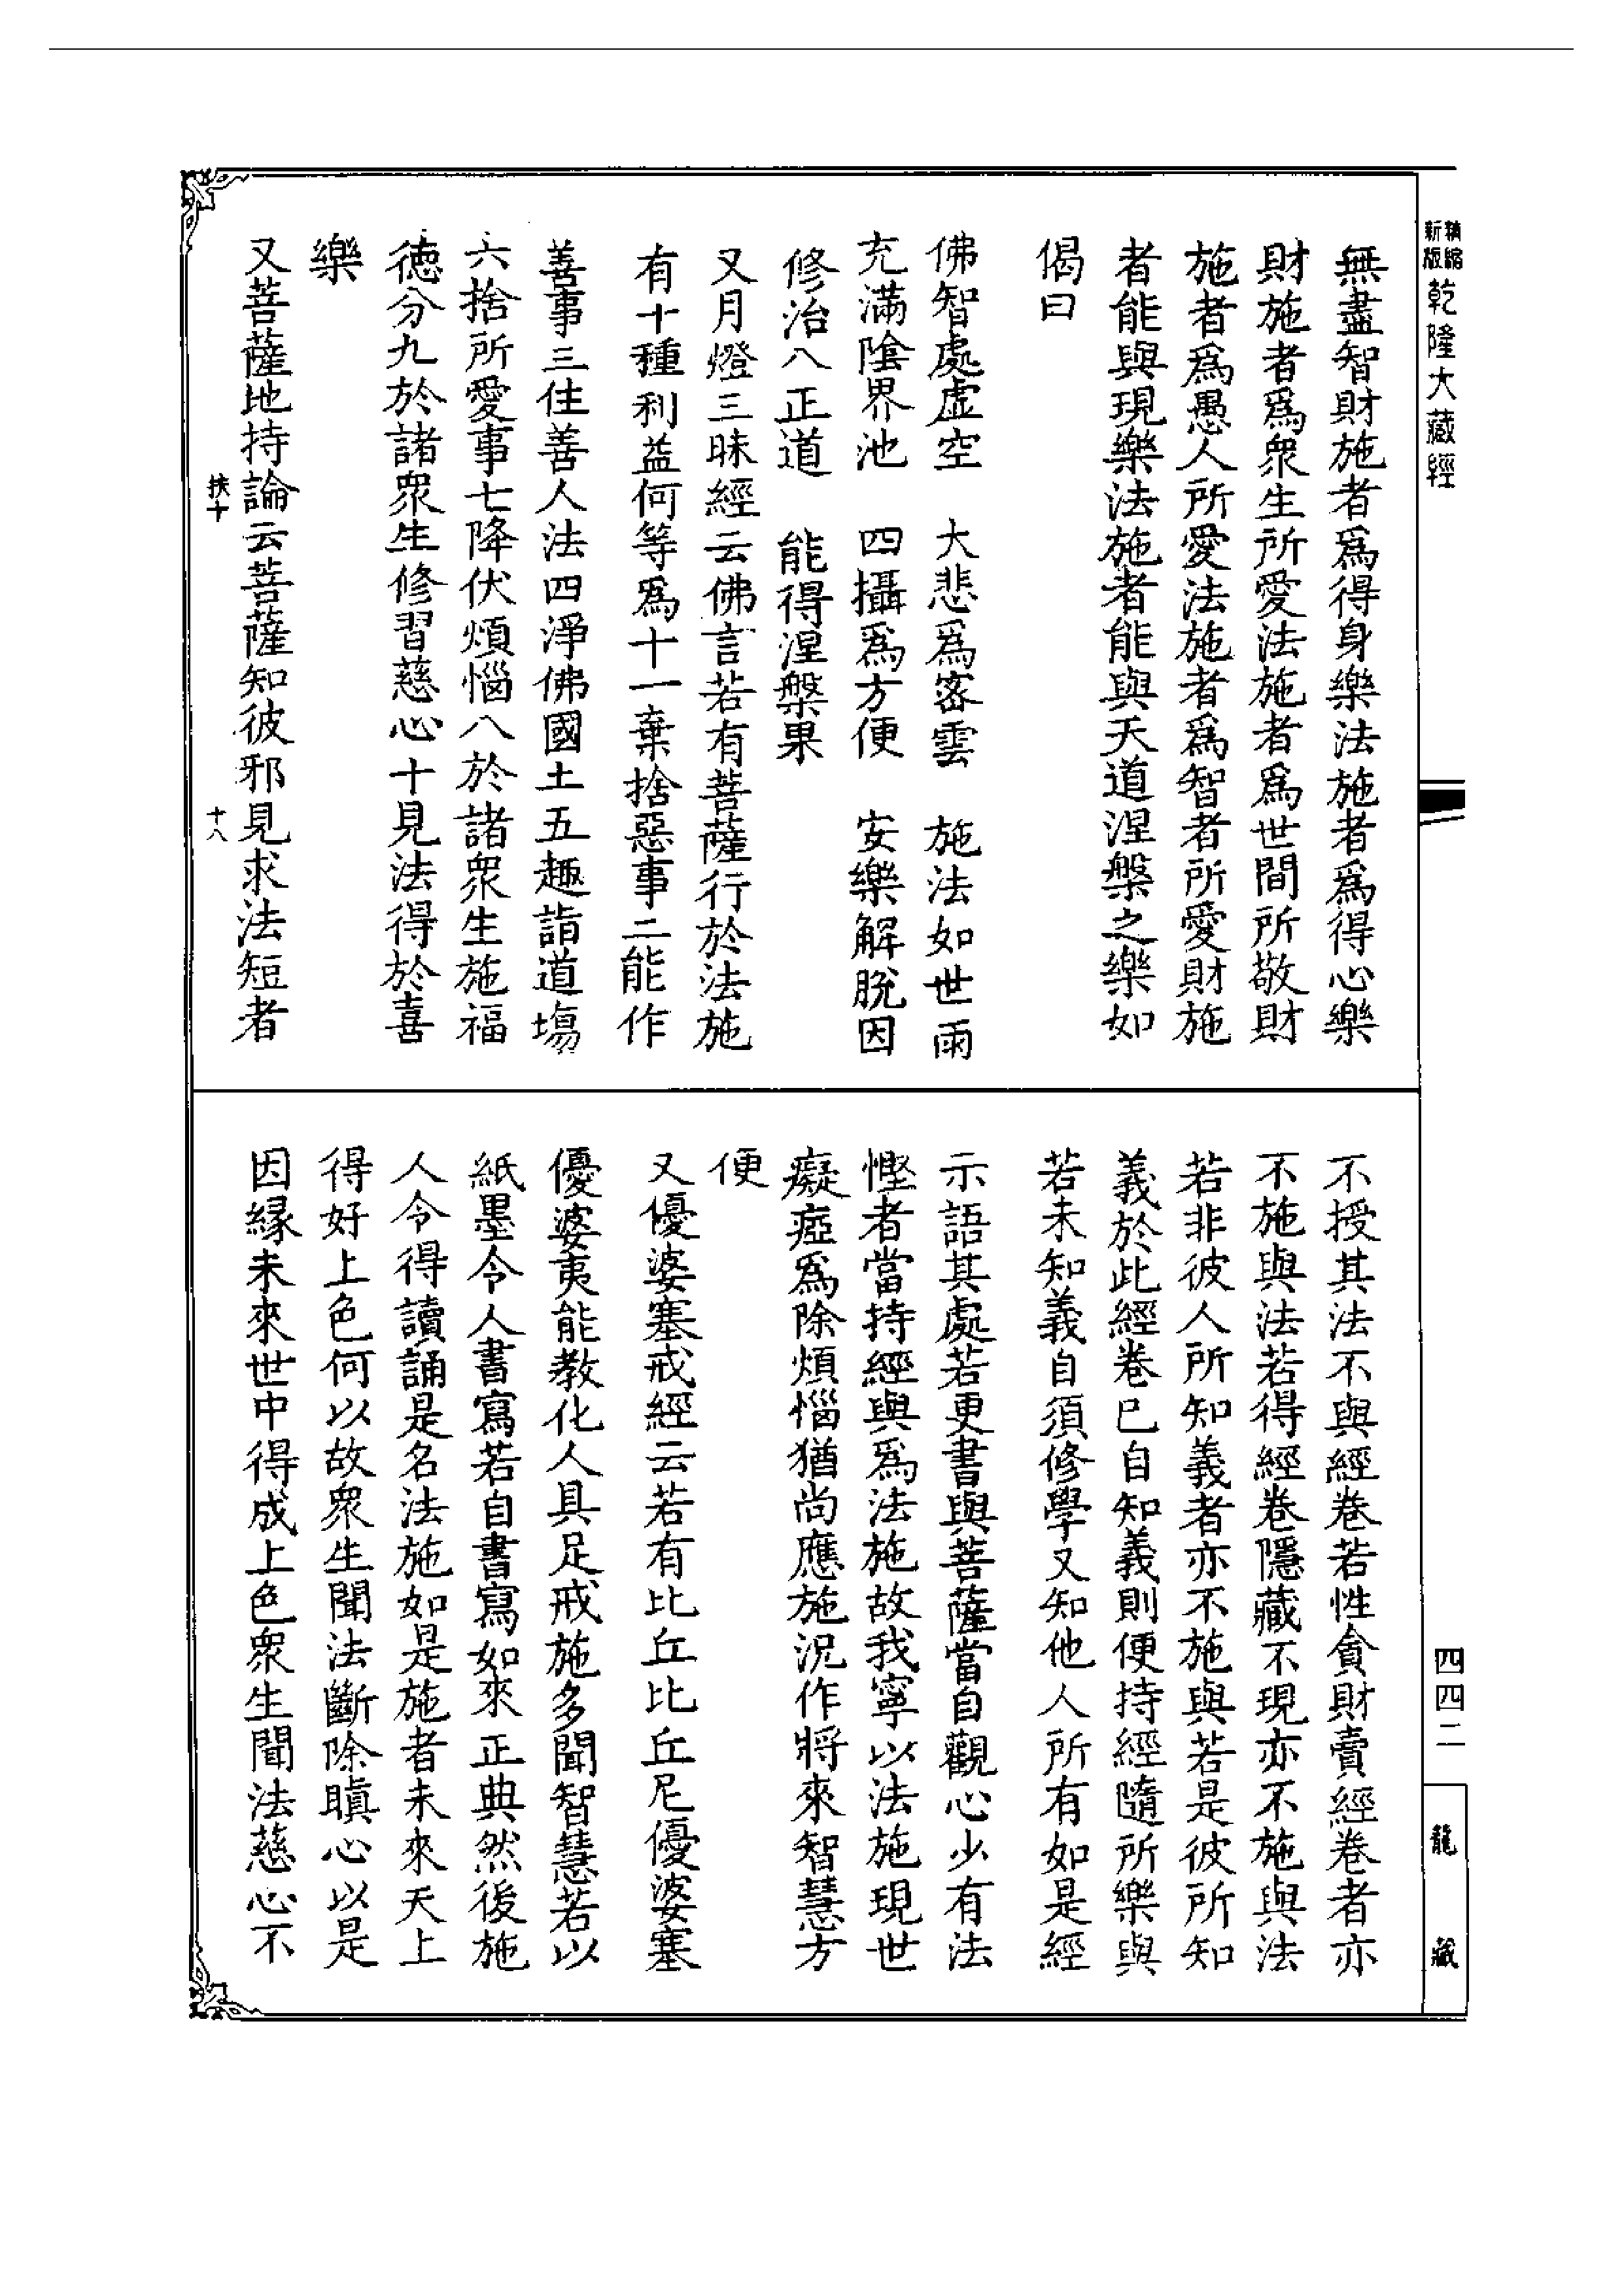 精縮
新版
乾隆大藏經
無盡智財施者爲得身樂法施者爲得心樂
財施者爲衆生所愛法施者爲世間所敬財
施者爲愚人所愛法施者爲智者所愛財施
者能與現樂法施者能與天道涅槃之樂如
偈曰
佛智處虛空　大悲爲密雲　施法如世雨
充滿陰界池　四攝爲方便　安樂解脫因
修治八正道　能得涅槃果
又月燈三昧經云佛言若有菩薩行於法施
有十種利益何等爲十一棄捨惡事二能作
善事三住善人法四淨佛國土五趣詣道場
六捨所愛事七降伏煩惱八於諸衆生施福
德分九於諸衆生修習慈心十見法得於喜
樂
又菩薩地持論云菩薩知彼邪見求法短者
扶十
十八
不授其法不與經卷若性貪財賣經卷者亦
不施與法若得經卷隱藏不現亦不施與法
若非彼人所知義者亦不施與若是彼所知
義於此經卷已自知義則便持經隨所樂與
若未知義自須修學又知他人所有如是經
示語其處若更書與菩薩當自觀心少有法
慳者當持經與爲法施故我寧以法施現世
癡瘂爲除煩惱猶尚應施況作將來智慧方
便
又優婆塞戒經云若有比丘比丘尼優婆塞
優婆夷能教化人具足戒施多聞智慧若以
紙墨令人書寫若自書寫如來正典然後施
人令得讀誦是名法施如是施者未來天上
得好上色何以故衆生聞法斷除瞋心以是
因緣未來世中得成上色衆生聞法慈心不
四四二
龍藏